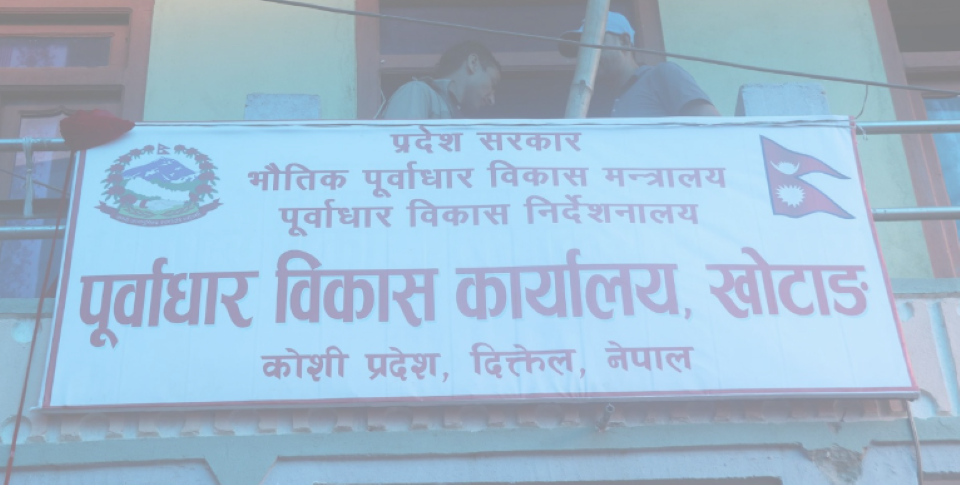 प्रदेश सरकार
भौतिक पूर्वाधार विकास मन्त्रालय
पूर्वाधार विकास निर्देशनालय
पूर्वाधार विकास कार्यालय, खोटाङ
कोशी प्रदेश, दिक्तेल, नेपाल